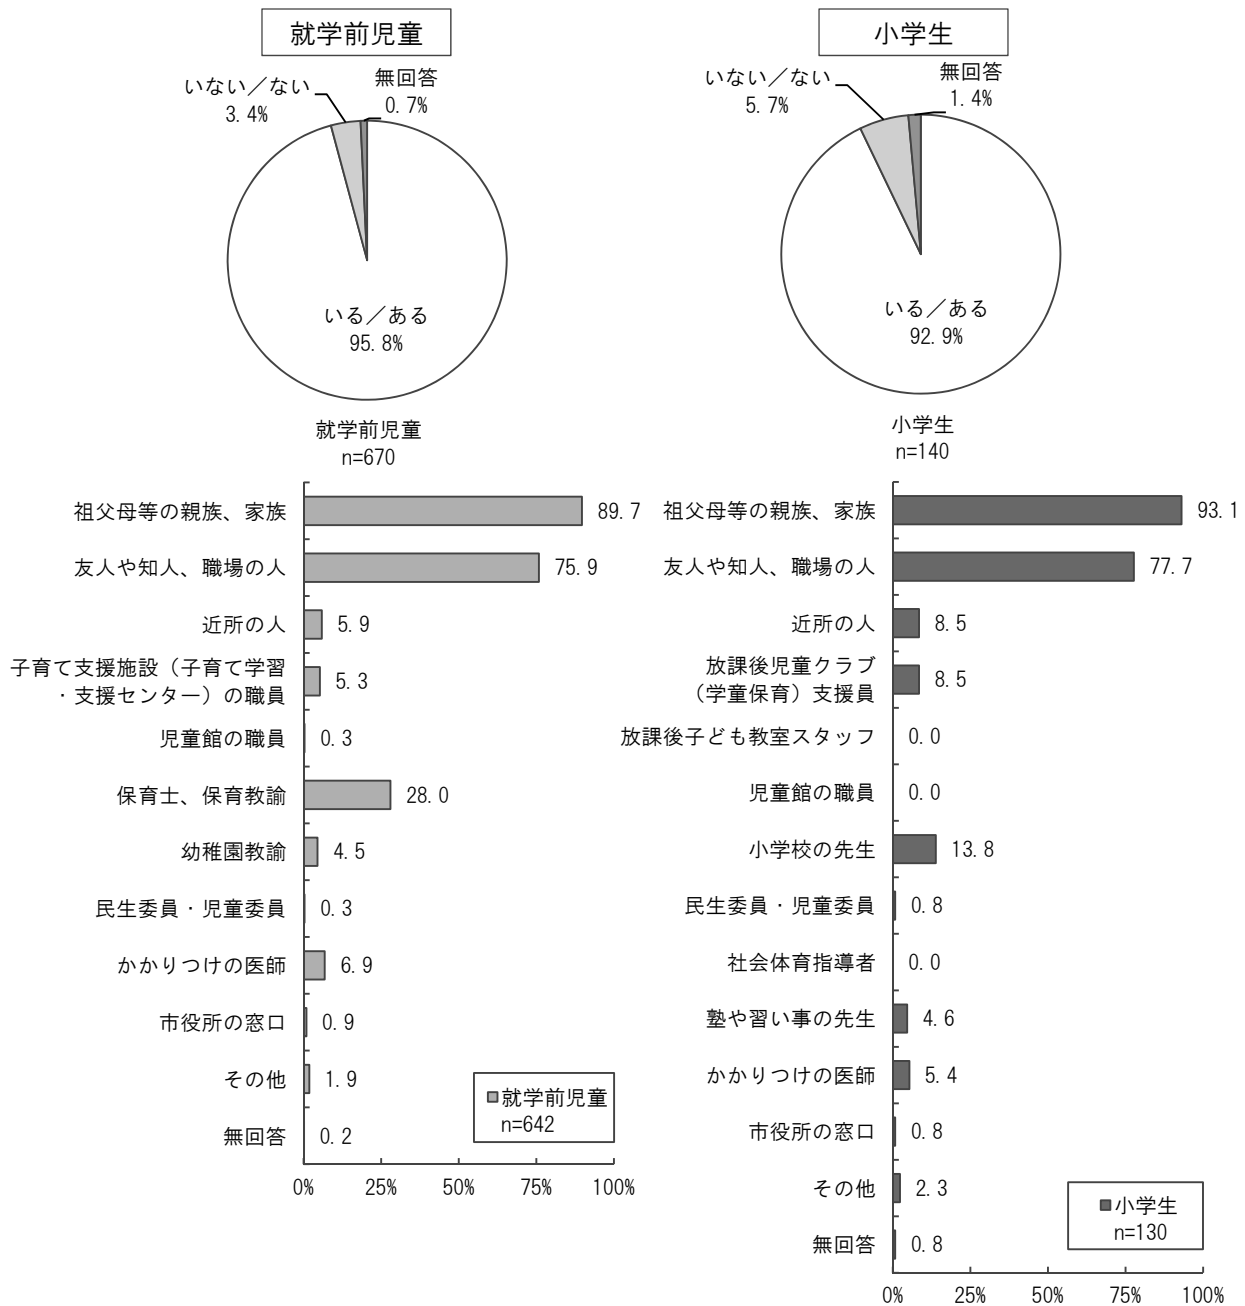 就学前児童
いない／ない
3.4%
無回答
0.7%
いる／ある
95.8%
就学前児童
n=670
小学生
いない／ない
5.7%
無回答
1.4%
いる／ある
92.9%
小学生
n=140
祖父母等の親族、家族 89.7
友人や知人、職場の人 75.9
近所の人 5.9
子育て支援施設（子育て学習
・支援センター）の職員 5.3
児童館の職員 0.3
保育士、保育教諭 28.0
幼稚園教諭 4.5
民生委員・児童委員 0.3
かかりつけの医師 6.9
市役所の窓口 0.9
その他 1.9
無回答 0.2
0% 25% 50% 75% 100%
就学前児童
n=642
祖父母等の親族、家族 93.1
友人や知人、職場の人 77.7
近所の人 8.5
放課後児童クラブ
（学童保育）支援員 8.5
放課後子ども教室スタッフ 0.0
児童館の職員 0.0
小学校の先生 13.8
民生委員・児童委員 0.8
社会体育指導者 0.0
塾や習い事の先生 4.6
かかりつけの医師 5.4
市役所の窓口 0.8
その他 2.3
無回答 0.8
0% 25% 50% 75% 100%
小学生
n=130